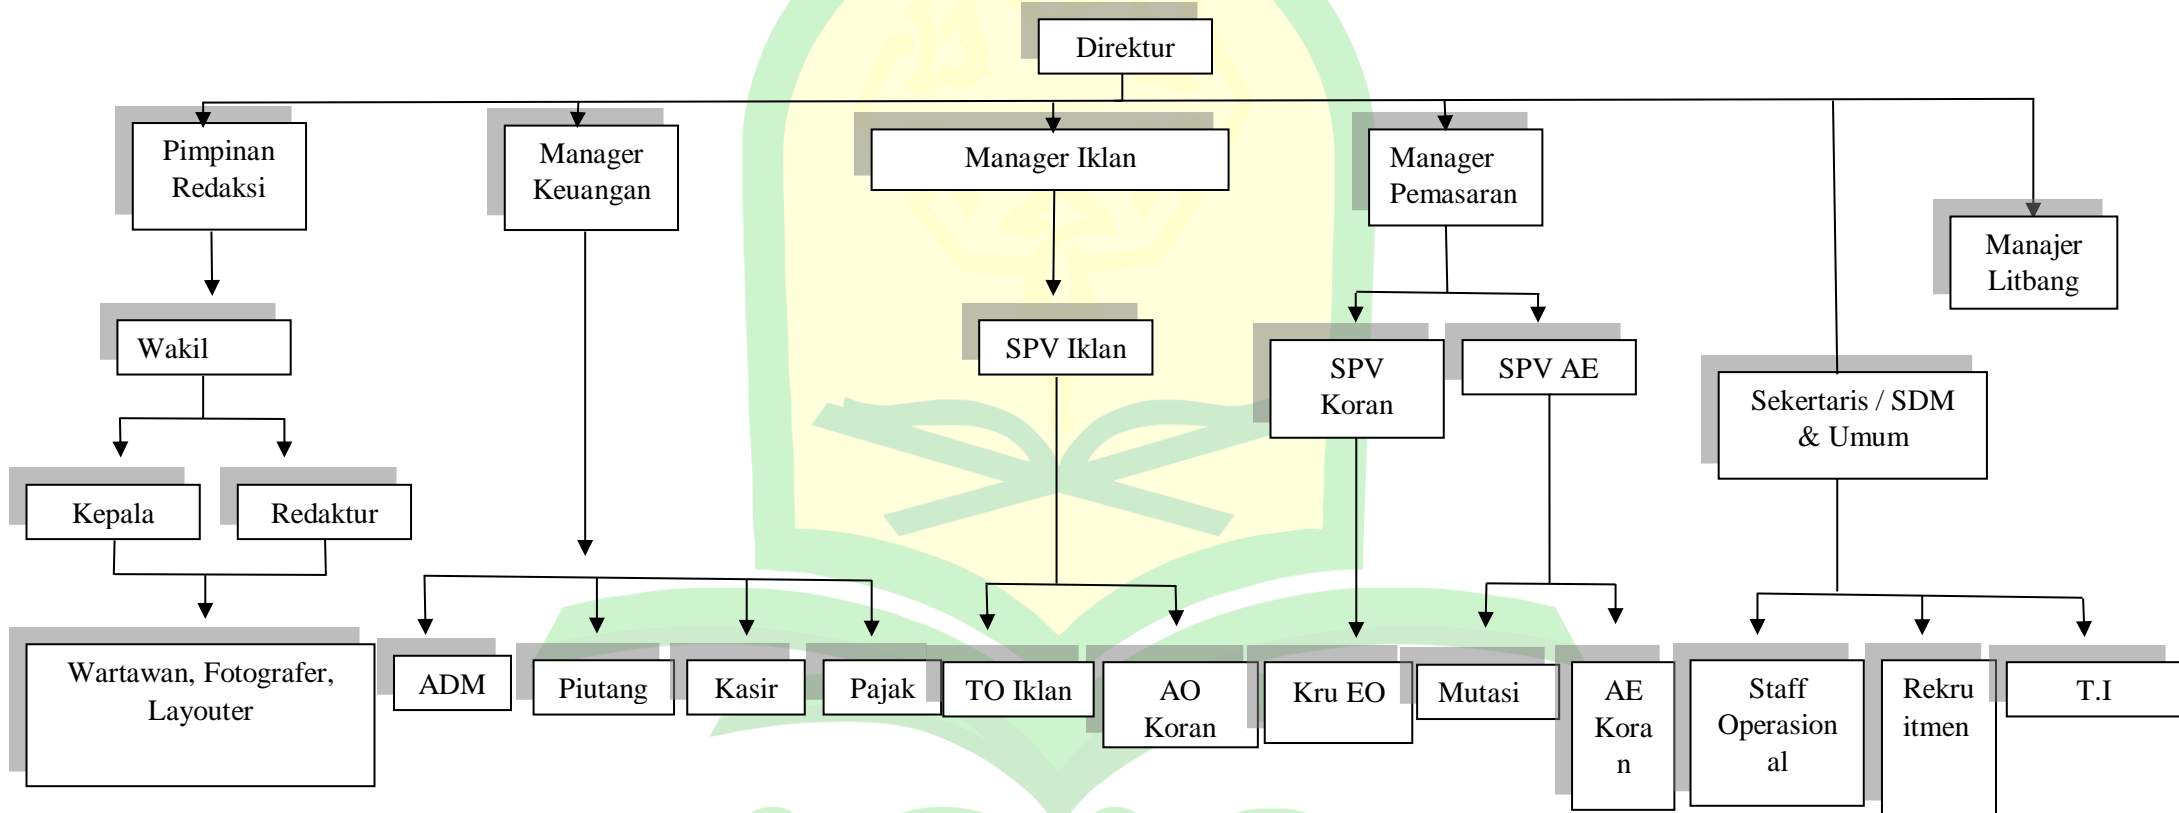 Direktur
Pimpinan
Redaksi
Manager
Keuangan
Manager Iklan
Manager
Pemasaran
Manajer
Litbang
Wakil
SPV Iklan
SPV
Koran
SPV AE
Sekertaris / SDM
& Umum
Kepala
Redaktur
Wartawan, Fotografer,
Layouter
ADM
Piutang
Kasir
Pajak
TO Iklan
AO
Koran
Kru EO
Mutasi
AE
Kora
n
Staff
Operasion
al
Rekru
itmen
T.I